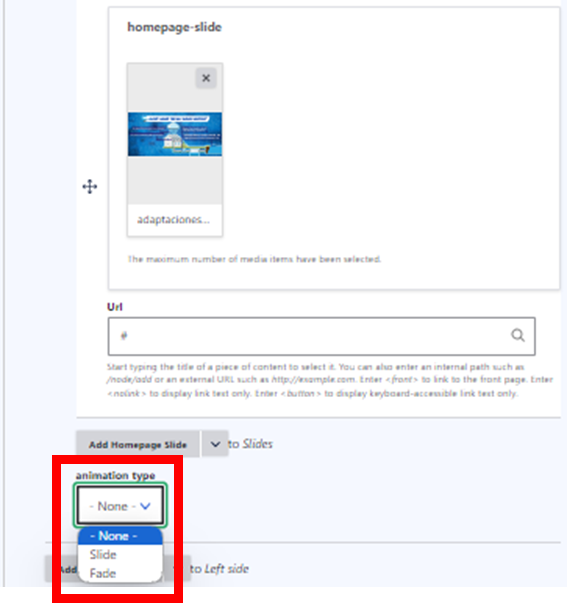 homepage-slide
adaptaciones...
The maximum number of media items have been selected.
Url
#
Start typing the title of a piece of content to select it. You can also enter an internal path such as
/node/add or an external URL such as http://example.com. Enter <front> to link to the front page. Enter
<nolink> to display link text only. Enter <button> to display keyboard-accessible link text only.
Add Homepage Slide to Slides
animation type
- None -
- None -
Slide
Fade
to Left side